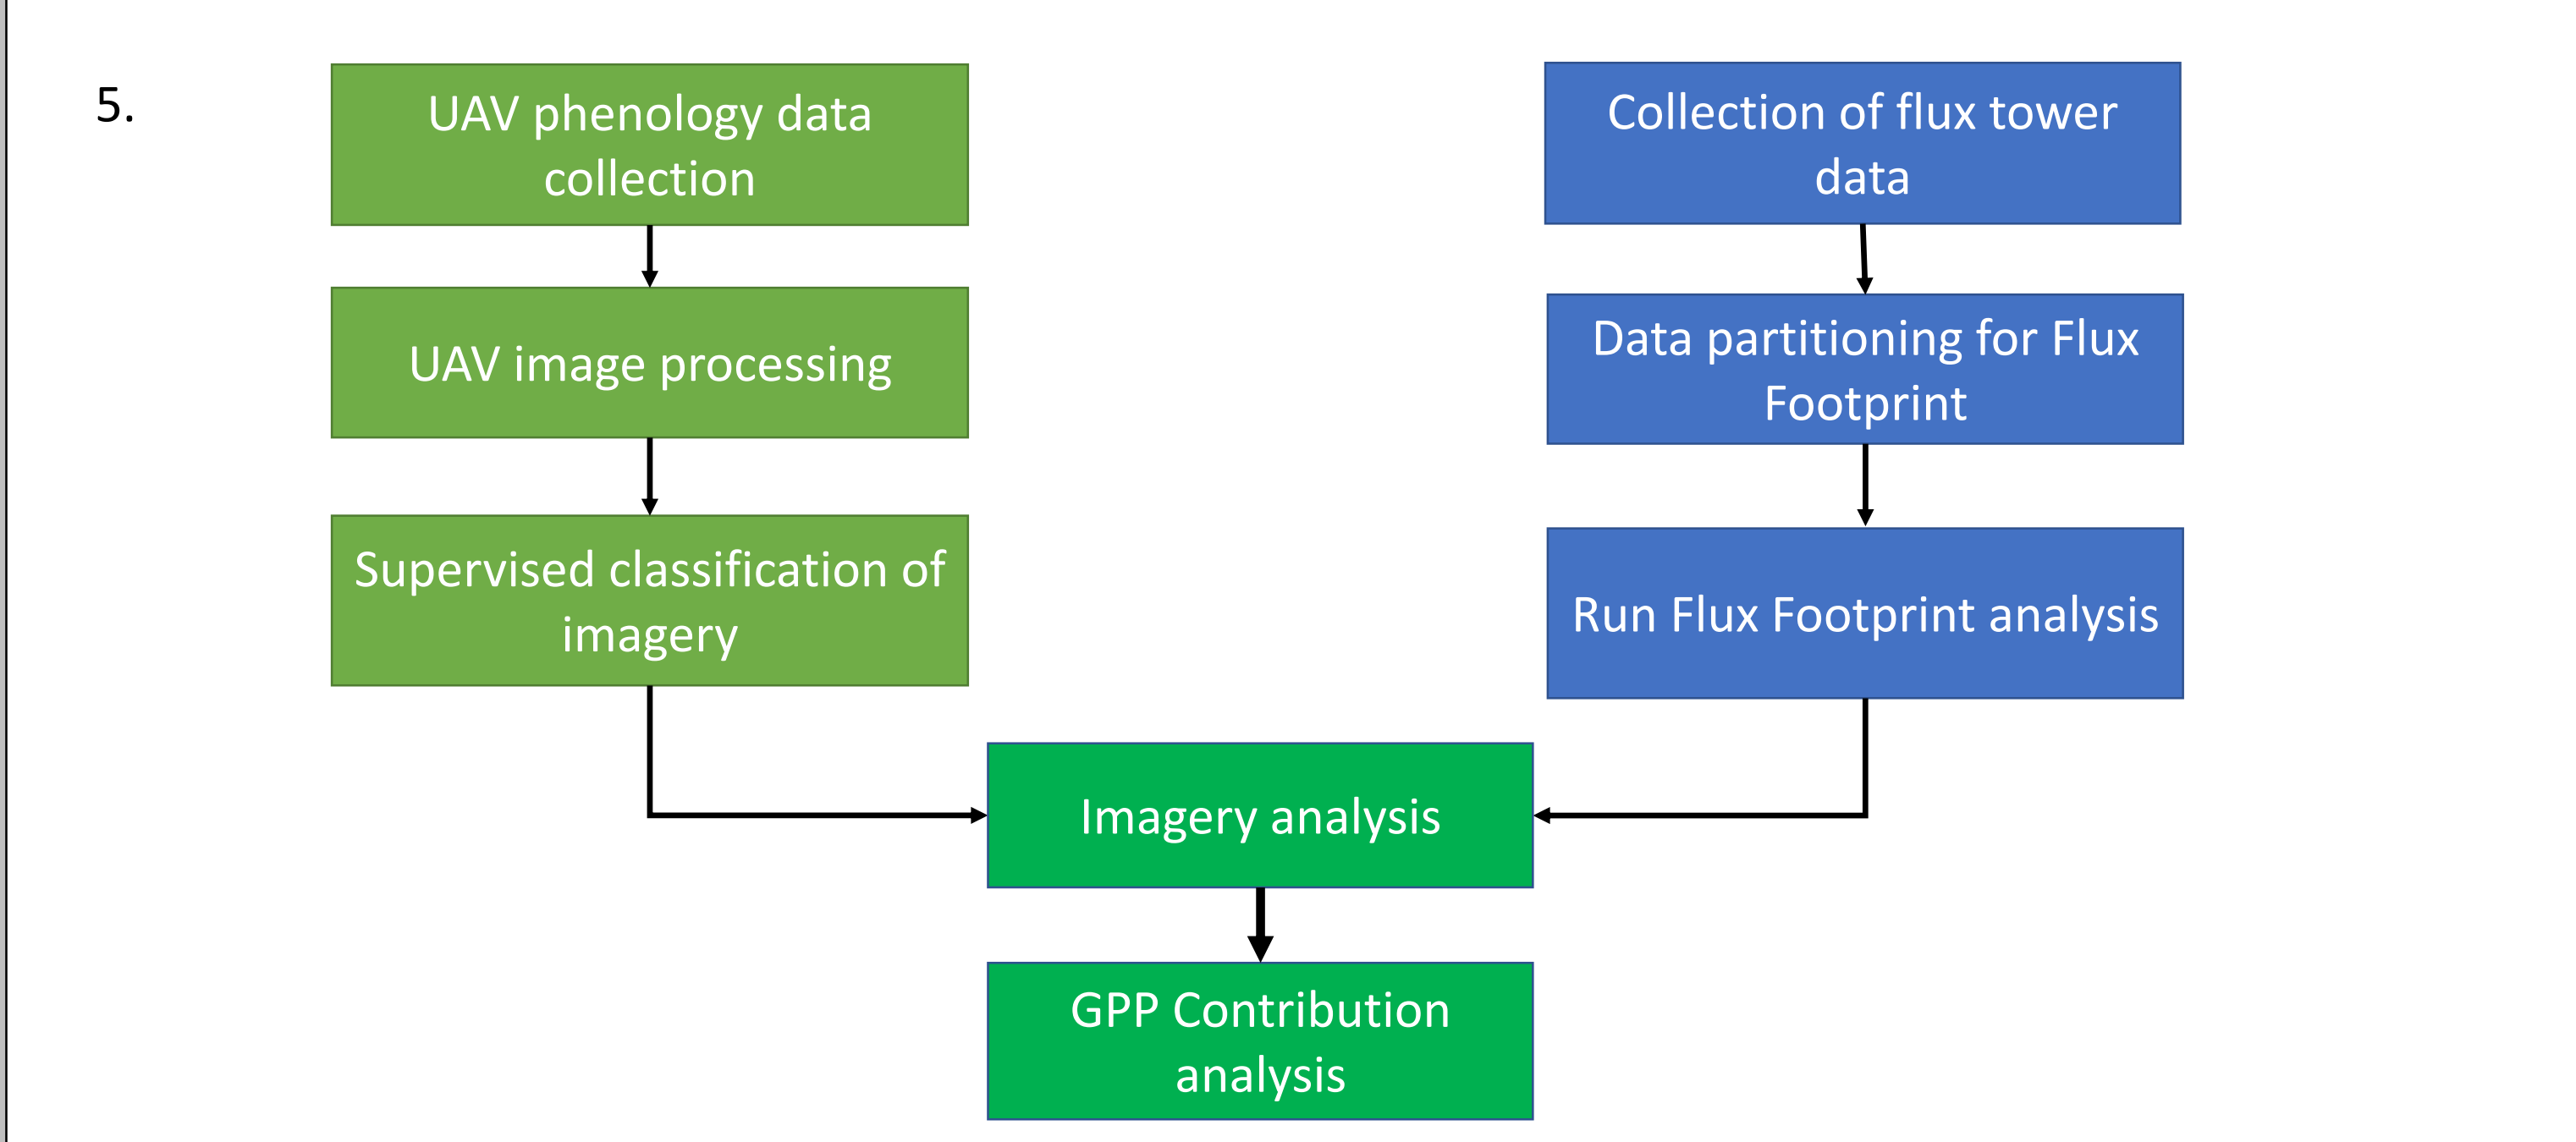 5.
UAV phenology data
collection
UAV image processing
Supervised classification of
imagery
Collection of flux tower
data
Data partitioning for Flux
Footprint
Run Flux Footprint analysis
Imagery analysis
GPP Contribution
analysis